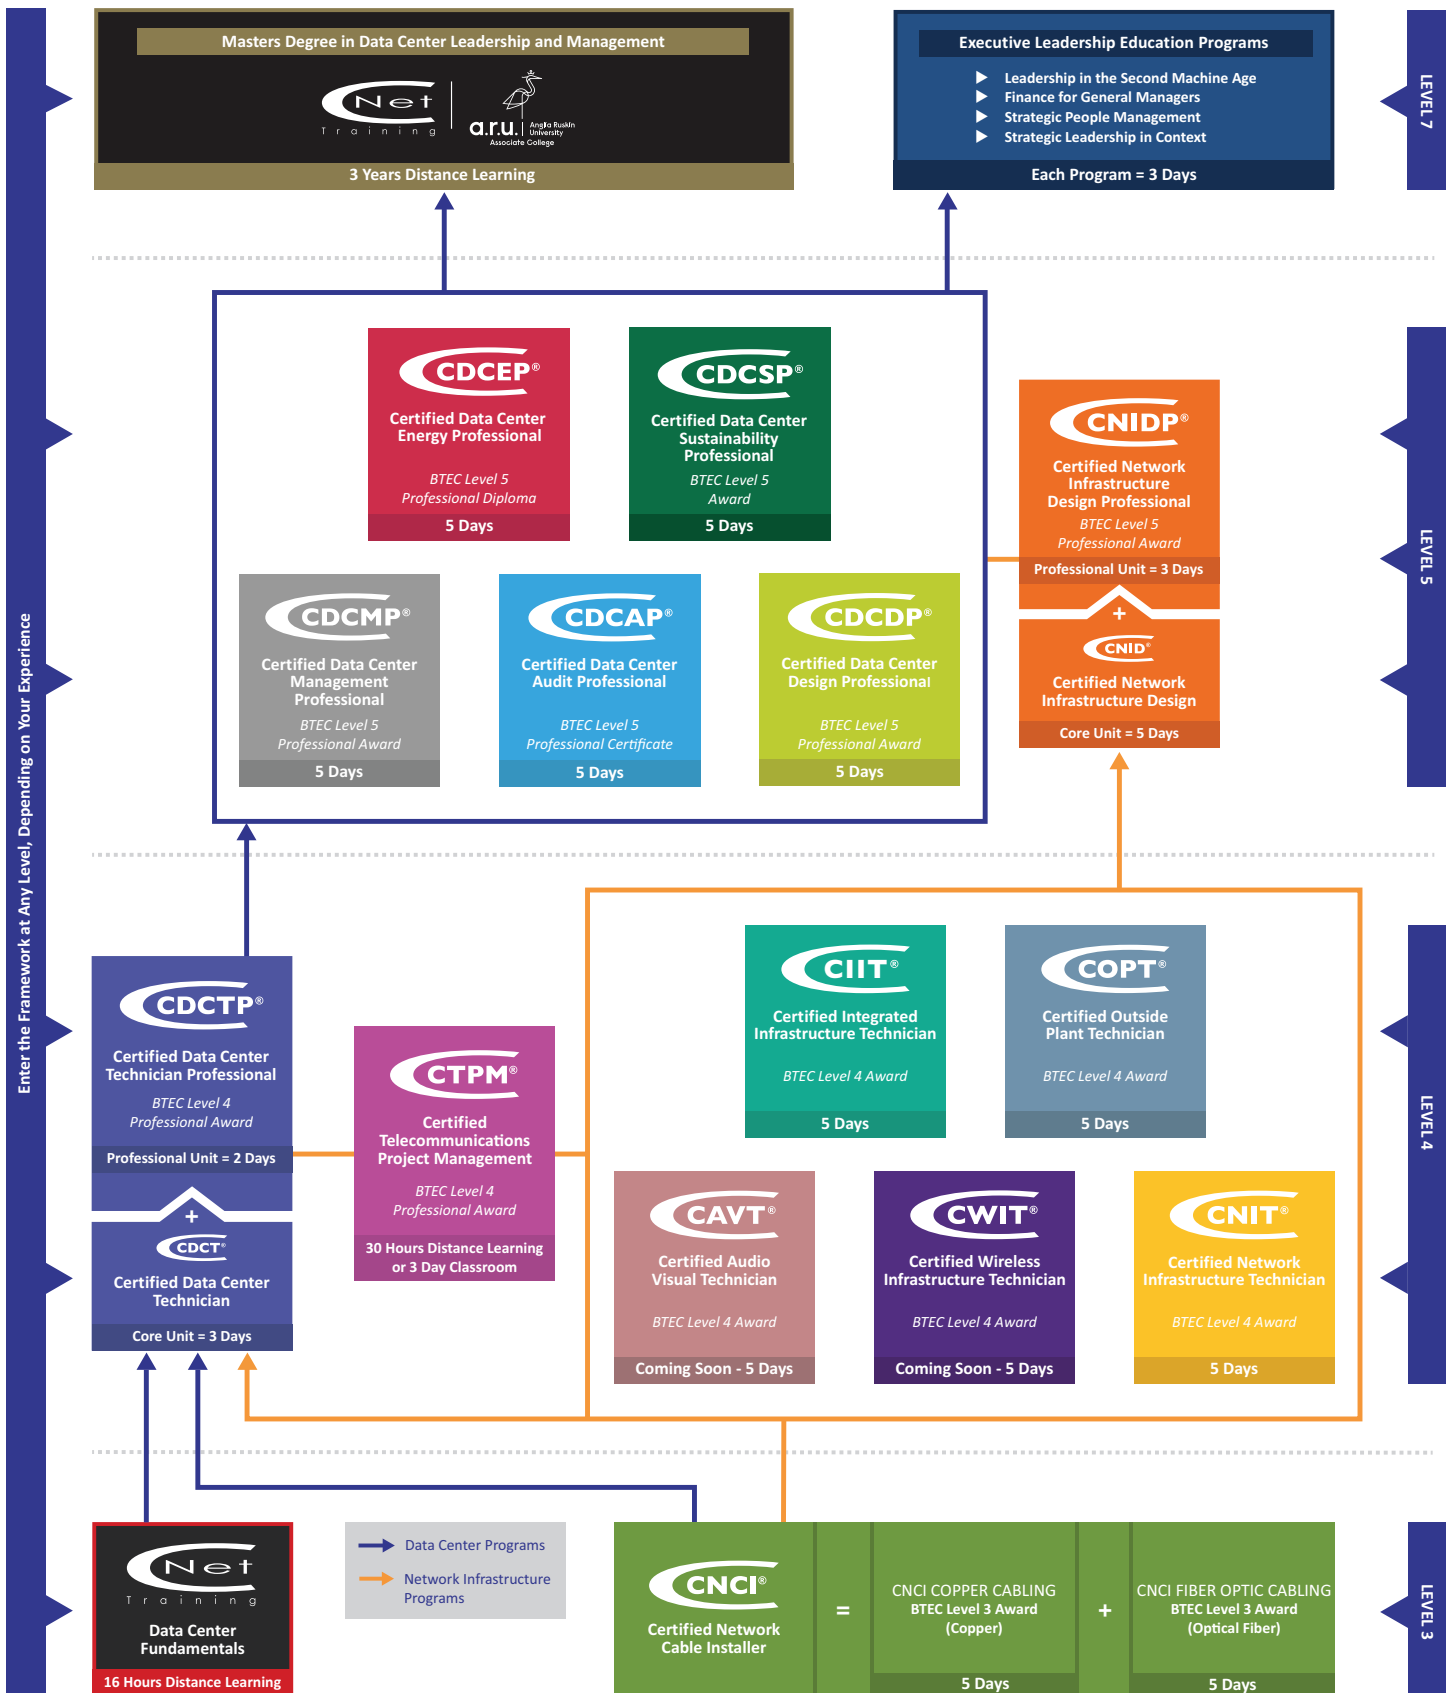 Enter the Framework at Any Level, Depending on Your Experience
Masters Degree in Data Center Leadership and Management
CNet
Training
a.r.u.
Anglia Ruskin
University
Associate College
3 Years Distance Learning
Executive Leadership Education Programs
Leadership in the Second Machine Age
Finance for General Managers
Strategic People Management
Strategic Leadership in Context
Each Program = 3 Days
LEVEL 7
CDCEP®
Certified Data Center
Energy Professional
BTEC Level 5
Professional Diploma
5 Days
CDCSP®
Certified Data Center
Sustainability
Professional
BTEC Level 5
Award
5 Days
CNIDP®
Certified Network
Infrastructure
Design Professional
BTEC Level 5
Professional Award
Professional Unit = 3 Days
+
CNID®
Certified Network
Infrastructure Design
Core Unit = 5 Days
CDCMP®
Certified Data Center
Management
Professional
BTEC Level 5
Professional Award
5 Days
CDCAP®
Certified Data Center
Audit Professional
BTEC Level 5
Professional Certificate
5 Days
CDCDP®
Certified Data Center
Design Professional
BTEC Level 5
Professional Award
5 Days
LEVEL 5
CDCTP®
Certified Data Center
Technician Professional
BTEC Level 4
Professional Award
Professional Unit = 2 Days
+
CDCT®
Certified Data Center
Technician
Core Unit = 3 Days
CTPM®
Certified
Telecommunications
Project Management
BTEC Level 4
Professional Award
30 Hours Distance Learning
or 3 Day Classroom
CIIT®
Certified Integrated
Infrastructure Technician
BTEC Level 4 Award
5 Days
COPT®
Certified Outside
Plant Technician
BTEC Level 4 Award
5 Days
CAVT®
Certified Audio
Visual Technician
BTEC Level 4 Award
Coming Soon - 5 Days
CWIT®
Certified Wireless
Infrastructure Technician
BTEC Level 4 Award
Coming Soon - 5 Days
CNIT®
Certified Network
Infrastructure Technician
BTEC Level 4 Award
5 Days
LEVEL 4
CNet
Training
Data Center
Fundamentals
16 Hours Distance Learning
Data Center Programs
Network Infrastructure
Programs
CNCI®
Certified Network
Cable Installer
=
CNCI COPPER CABLING
BTEC Level 3 Award
(Copper)
5 Days
+
CNCI FIBER OPTIC CABLING
BTEC Level 3 Award
(Optical Fiber)
5 Days
LEVEL 3